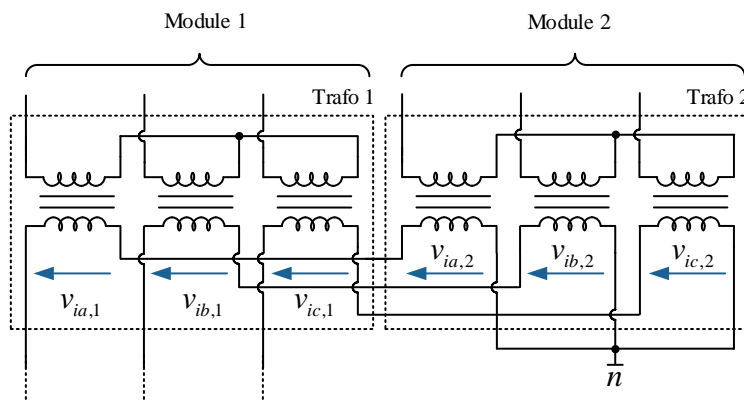 Module 1
Module 2
Trafo 1
Trafo 2
v_{ia,1}
v_{ib,1}
v_{ic,1}
v_{ia,2}
v_{ib,2}
v_{ic,2}
n